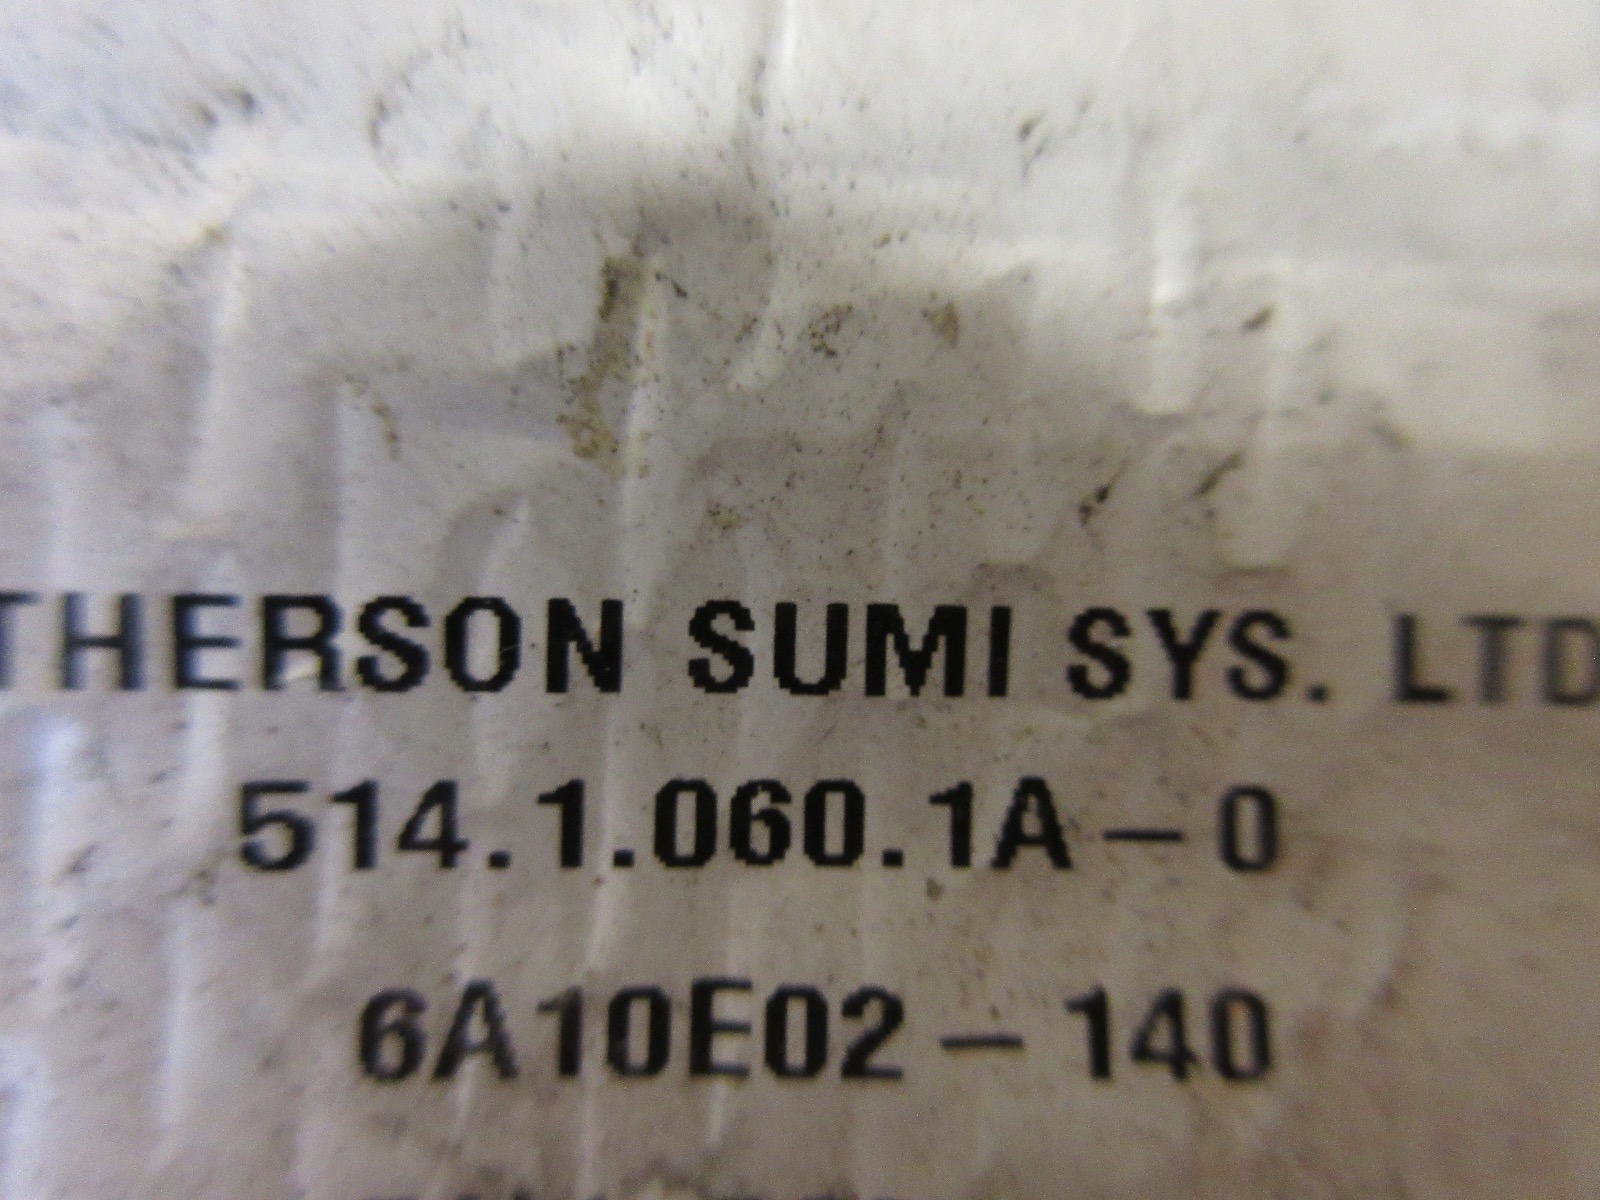 THERSON SUMI SYS. LTD
514.1.060.1A-0
6A10E02-140